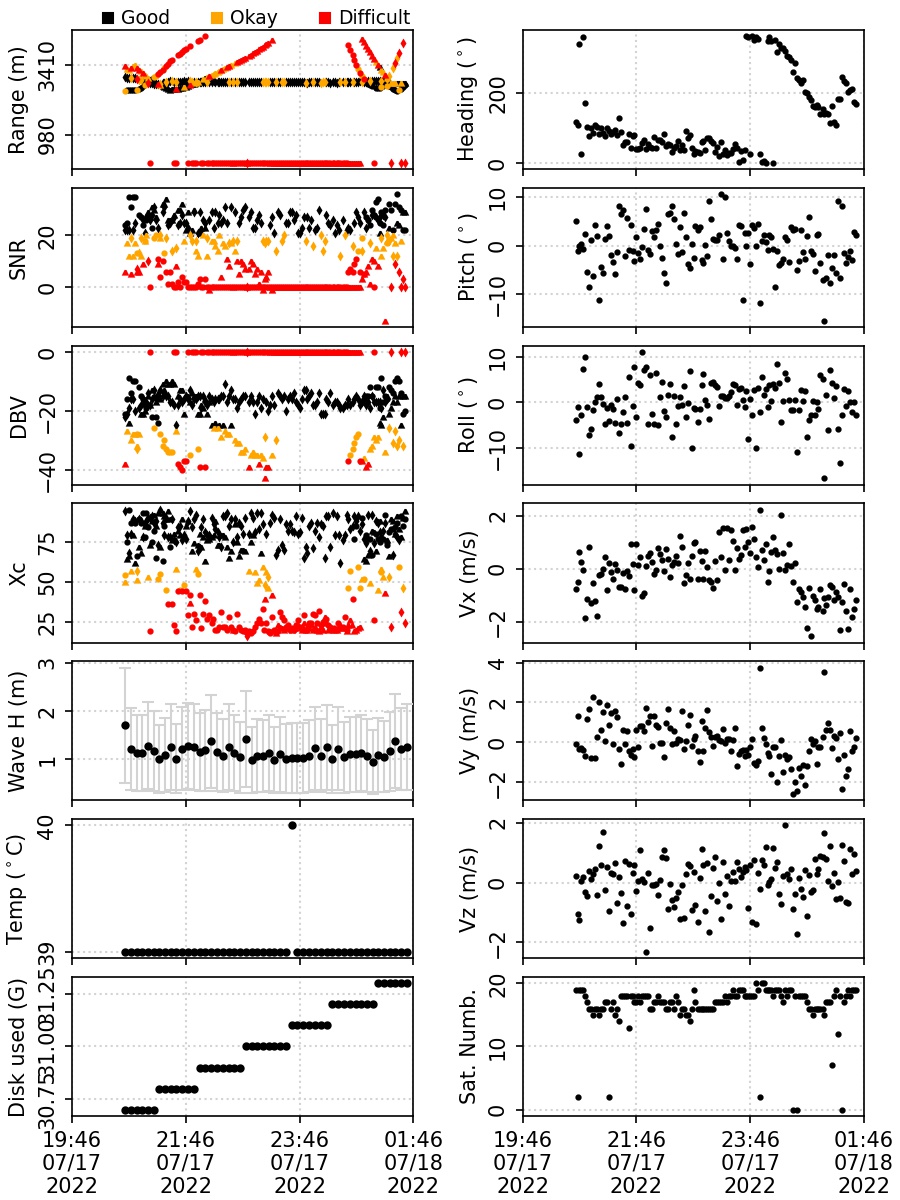 Good Okay Difficult
Range (m)
3410
980
Heading (°)
200
0
SNR
20
0
Pitch (°)
10
0
−10
DBV
0
−20
−40
Roll (°)
10
0
−10
Xc
75
50
25
Vx (m/s)
2
0
−2
Wave H (m)
3
2
1
Vy (m/s)
4
2
0
−2
Temp (°C)
40
39
Vz (m/s)
2
0
−2
Disk used (G)
31.25
31.00
30.75
Sat. Numb.
20
10
0
19:46 21:46 23:46 01:46 19:46 21:46 23:46 01:46
07/17 07/17 07/17 07/18 07/17 07/17 07/17 07/18
2022 2022 2022 2022 2022 2022 2022 2022